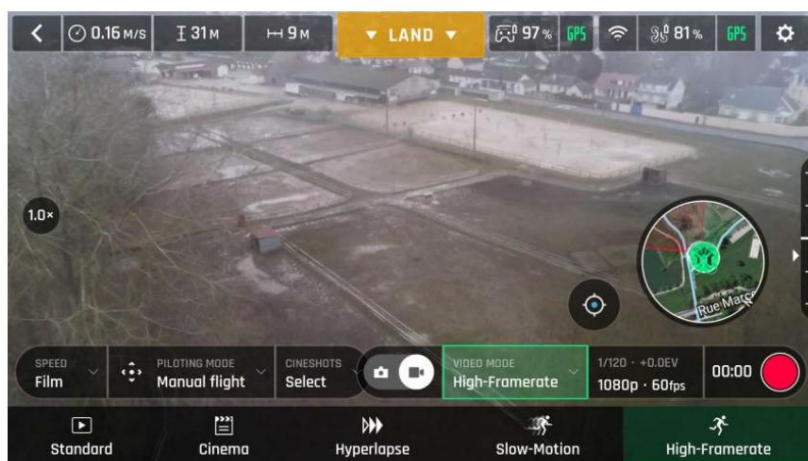 0.16 M/S
31 M
9 M
LAND
97 %
GPS
81 %
GPS
1.0×
Rue Marce
SPEED
Film
PILOTING MODE
Manual flight
CINESHOTS
Select
VIDEO MODE
High-Framerate
1/120 · +0.0EV
1080p · 60fps
00:00
Standard
Cinema
Hyperlapse
Slow-Motion
High-Framerate